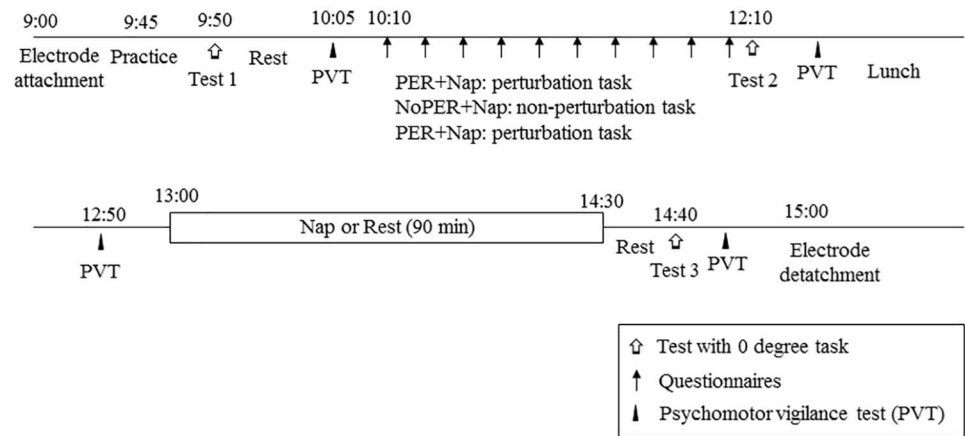 9:00 9:45 9:50 10:05 10:10 12:10
Electrode attachment
Practice
Test 1
Rest
PVT
PER+Nap: perturbation task
NoPER+Nap: non-perturbation task
PER+Nap: perturbation task
Test 2
PVT
Lunch
12:50
13:00
14:30
14:40
15:00
Nap or Rest (90 min)
PVT
Rest
Test 3
PVT
Electrode
detatchment
Test with 0 degree task
Questionnaires
Psychomotor vigilance test (PVT)